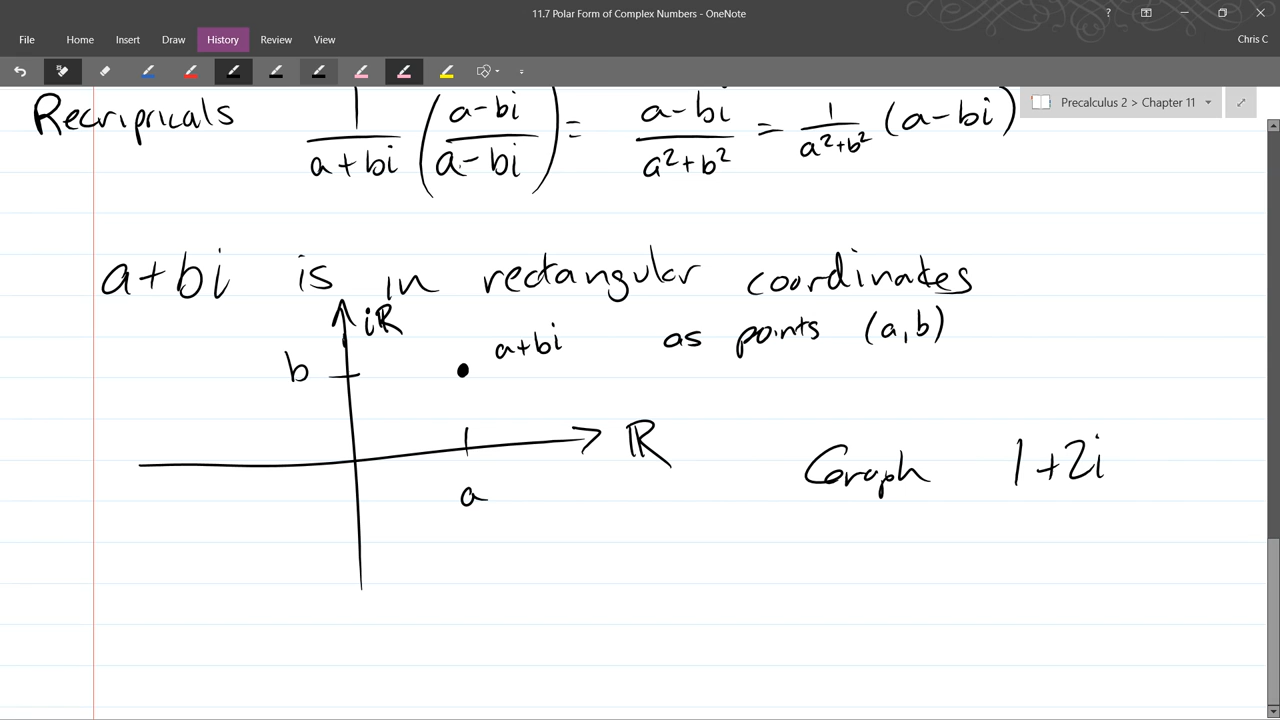 11.7 Polar Form of Complex Numbers - OneNote
File Home Insert Draw History Review View Chris C
Precalculus 2 > Chapter 11
Recripricals 1/(a+bi) ((a-bi)/(a-bi)) = (a-bi)/(a²+b²) = 1/(a²+b²) (a-bi)
a+bi is in rectangular coordinates
iR
a+bi as points (a,b)
b
R
Graph 1+2i
a